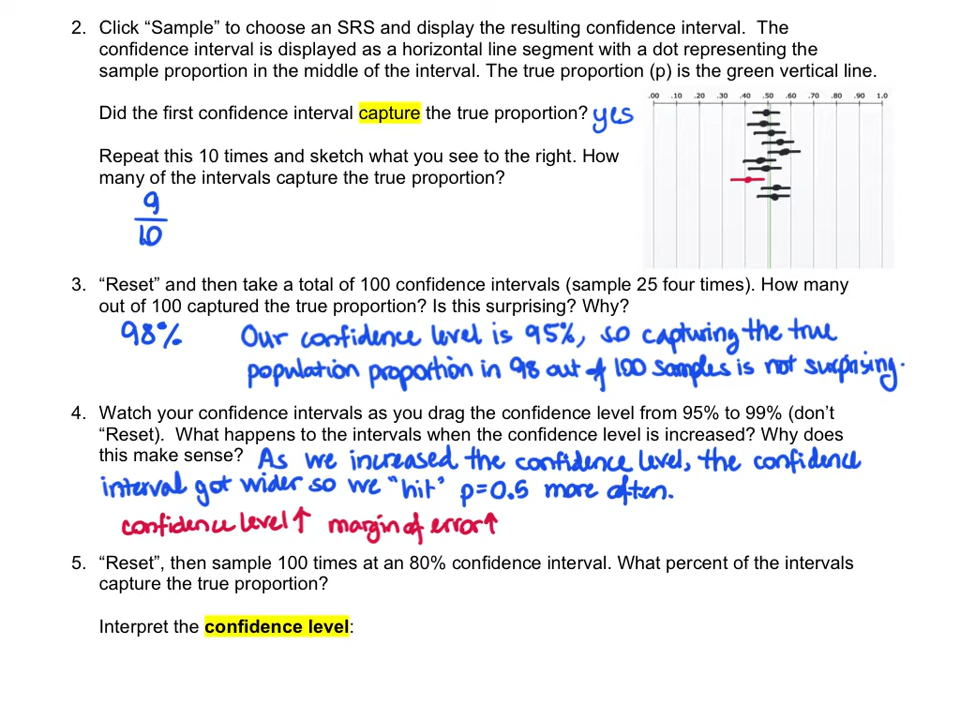 2. Click “Sample” to choose an SRS and display the resulting confidence interval. The
confidence interval is displayed as a horizontal line segment with a dot representing the
sample proportion in the middle of the interval. The true proportion (p) is the green vertical line.
.00 .10 .20 .30 .40 .50 .60 .70 .80 .90 1.0
Did the first confidence interval capture the true proportion? yes
Repeat this 10 times and sketch what you see to the right. How
many of the intervals capture the true proportion?
9
10
3. “Reset” and then take a total of 100 confidence intervals (sample 25 four times). How many
out of 100 captured the true proportion? Is this surprising? Why?
98% Our confidence level is 95%, so capturing the true
population proportion in 98 out of 100 samples is not surprising.
4. Watch your confidence intervals as you drag the confidence level from 95% to 99% (don’t
“Reset). What happens to the intervals when the confidence level is increased? Why does
this make sense? As we increased the confidence level, the confidence
interval got wider so we "hit" p=0.5 more often.
confidence level ↑ margin of error ↑
5. “Reset”, then sample 100 times at an 80% confidence interval. What percent of the intervals
capture the true proportion?
Interpret the confidence level: